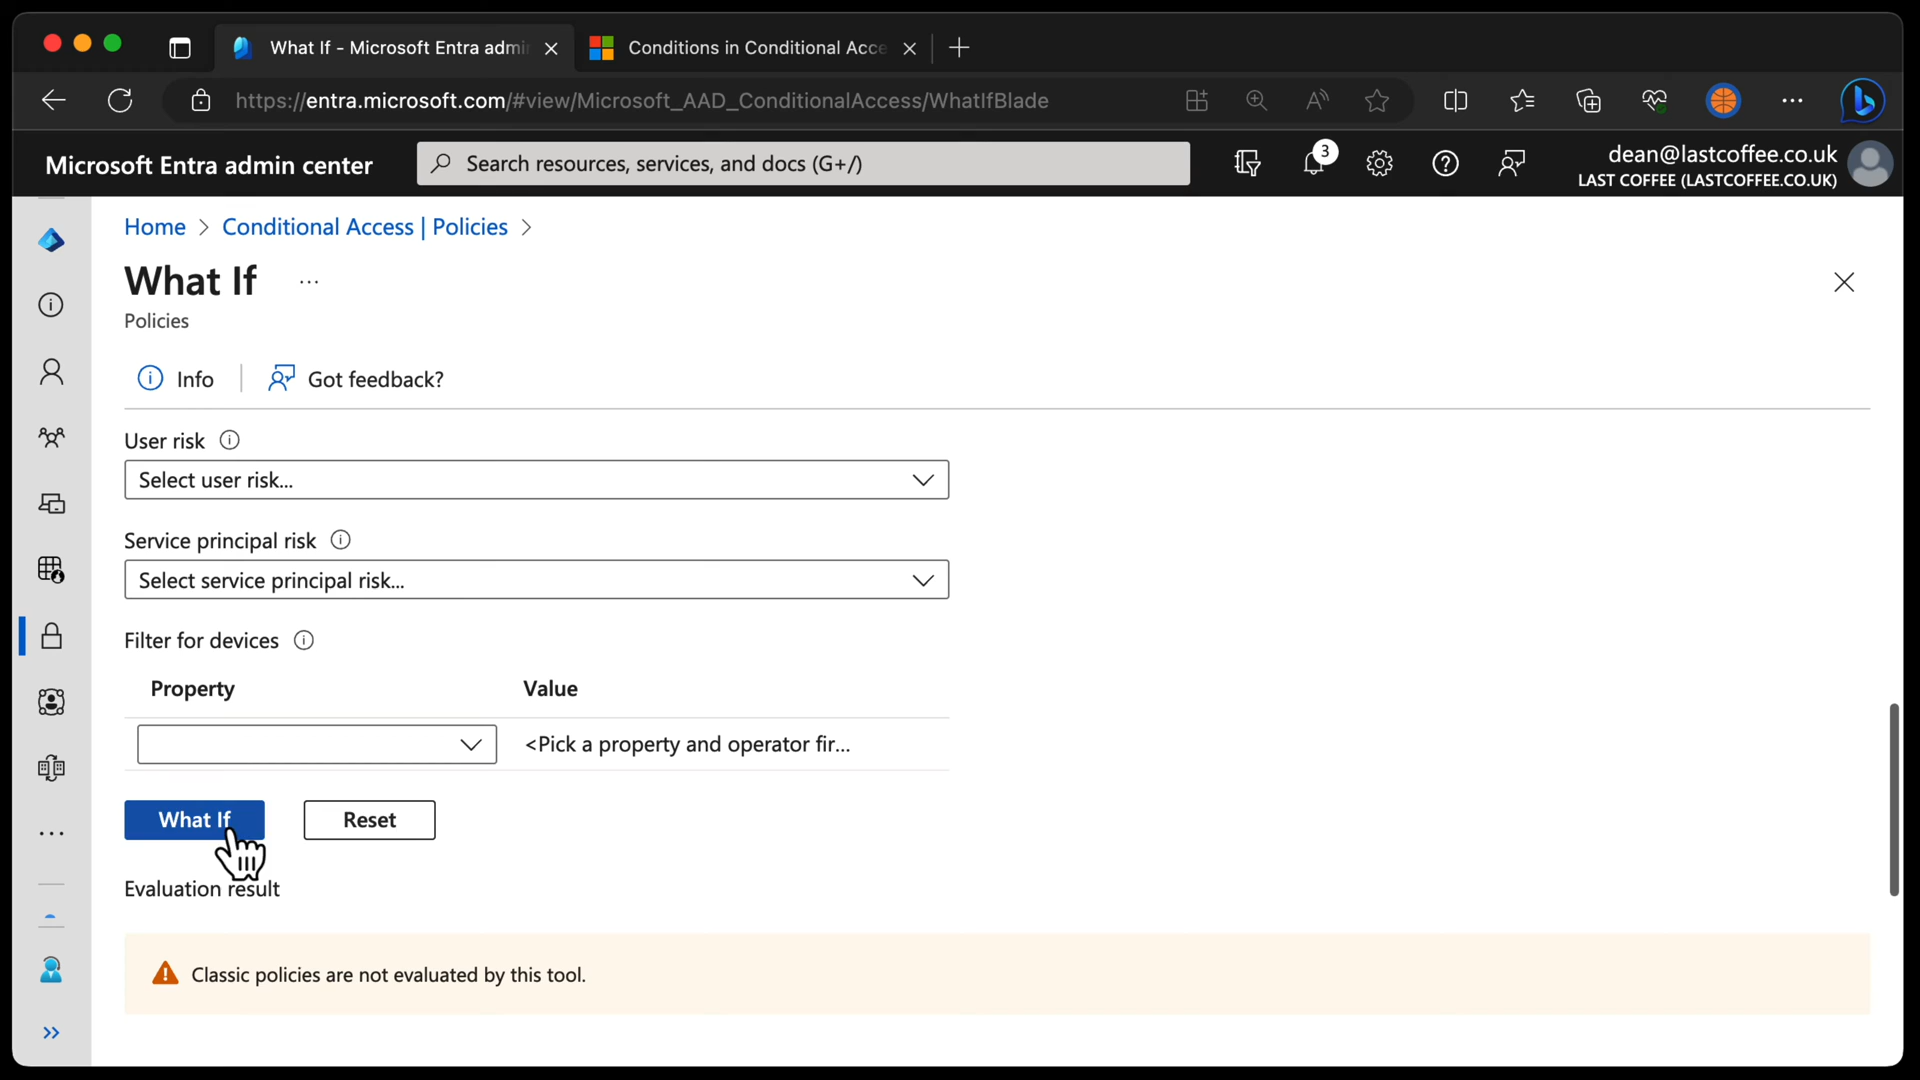 What If - Microsoft Entra admi
Conditions in Conditional Acce
https://entra.microsoft.com/#view/Microsoft_AAD_ConditionalAccess/WhatIfBlade
Microsoft Entra admin center
Search resources, services, and docs (G+/)
3
dean@lastcoffee.co.uk
LAST COFFEE (LASTCOFFEE.CO.UK)
Home > Conditional Access | Policies >
What If ...
Policies
Info
Got feedback?
User risk
Select user risk...
Service principal risk
Select service principal risk...
Filter for devices
Property
Value
<Pick a property and operator fir...
What If
Reset
Evaluation result
Classic policies are not evaluated by this tool.